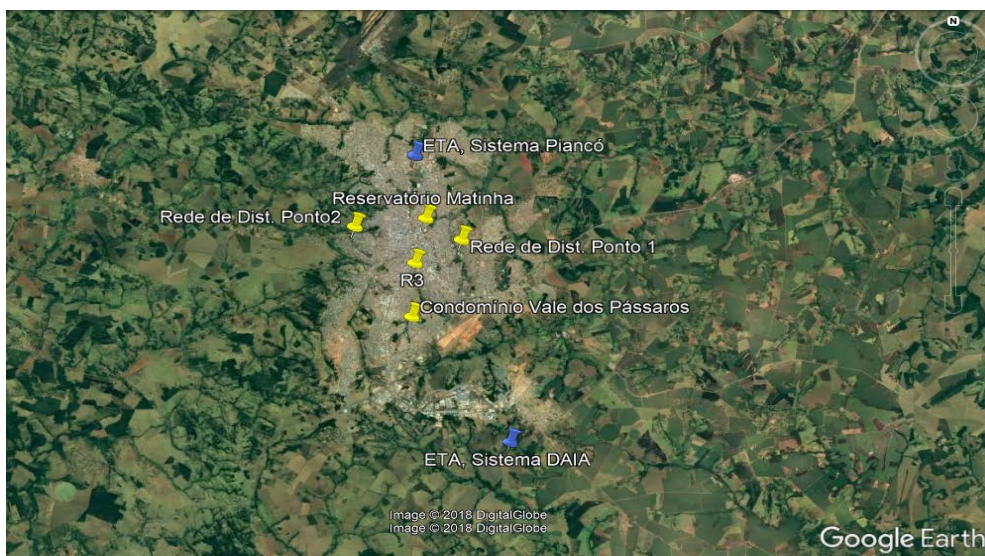 N
ETA, Sistema Piancó
Reservatório Matinha
Rede de Dist. Ponto2
Rede de Dist. Ponto 1
R3
Condomínio Vale dos Pássaros
ETA, Sistema DAIA
Image © 2018 DigitalGlobe
Image © 2018 DigitalGlobe
Google Earth